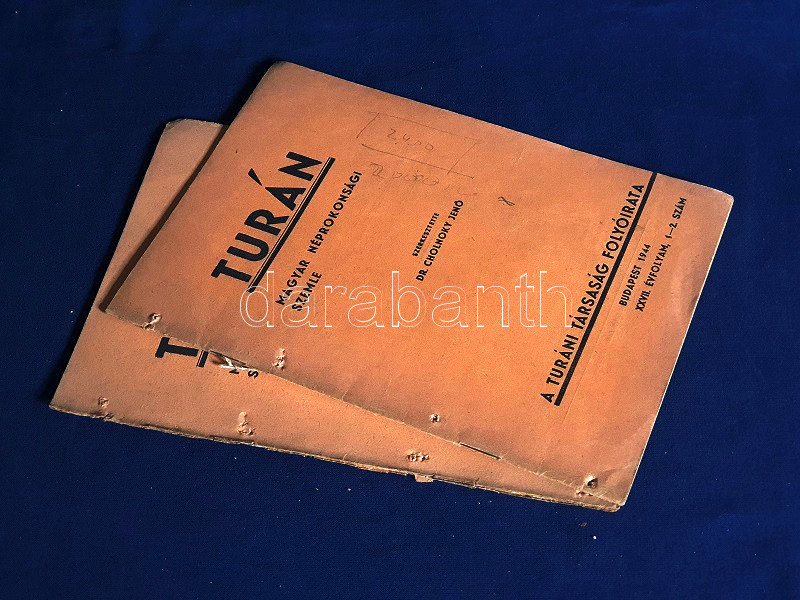 TURÁN
MAGYAR NÉPROKONSÁGI
SZEMLE
SZERKESZTETTE
DR. CHOLNOKY JENŐ
8
A TURÁNI TÁRSASÁG FOLYÓIRATA
BUDAPEST 1944
XXVII. ÉVFOLYAM, 1–2. SZÁM
T
darabanth